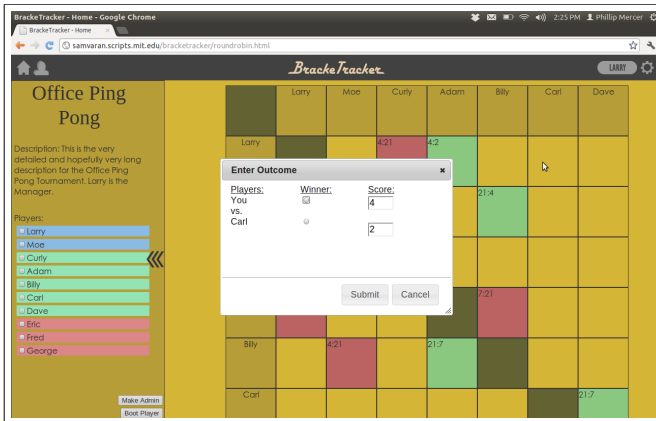 BrackeTracker - Home - Google Chrome
2:25 PM Phillip Mercer
BrackeTracker - Home ×
samvaran.scripts.mit.edu/bracketracker/roundrobin.html
BrackeTracker
LARRY
Office Ping
Pong
Description: This is the very
detailed and hopefully very long
description for the Office Ping
Pong Tournament. Larry is the
Manager.
Players:
Larry
Moe
Curly
Adam
Billy
Carl
Dave
Eric
Fred
George
Make Admin
Boot Player
Larry Moe Curly Adam Billy Carl Dave
Larry 4:21 4:2
21:4
7:21
Billy 4:21 21:7
Carl 21:7
Enter Outcome ×
Players: Winner: Score:
You 4
vs.
Carl 2
Submit Cancel